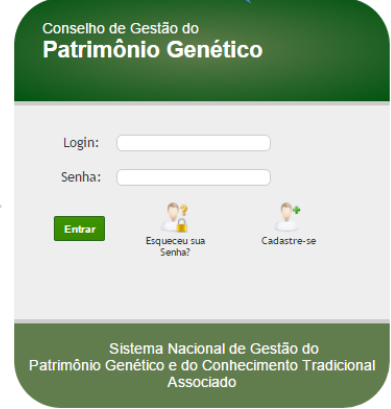 Conselho de Gestão do
Patrimônio Genético
Login:
Senha:
Entrar
Esqueceu sua
Senha?
Cadastre-se
Sistema Nacional de Gestão do
Patrimônio Genético e do Conhecimento Tradicional
Associado